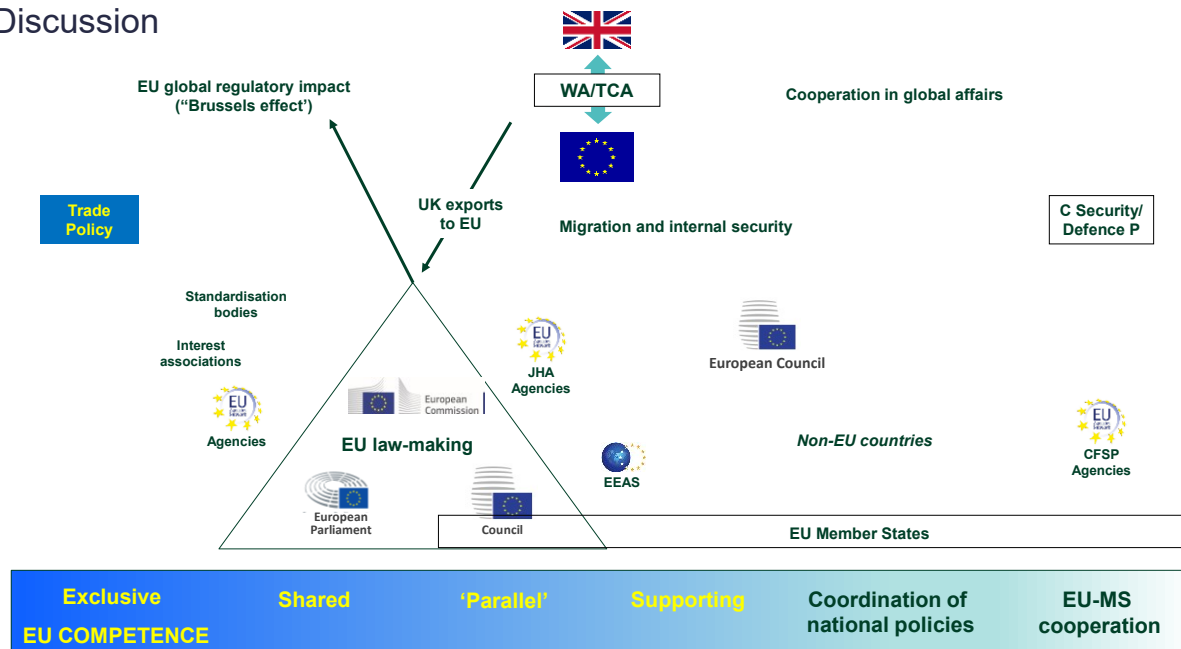 Discussion
EU global regulatory impact
(“Brussels effect’)
WA/TCA
Cooperation in global affairs
Trade
Policy
UK exports
to EU
Migration and internal security
C Security/
Defence P
Standardisation
bodies
Interest
associations
EU
Agencies
European
Commission
EU law-making
European
Parliament
Council
EU
JHA
Agencies
EEAS
European Council
Non-EU countries
EU
CFSP
Agencies
EU Member States
Exclusive
EU COMPETENCE
Shared
‘Parallel’
Supporting
Coordination of
national policies
EU-MS
cooperation